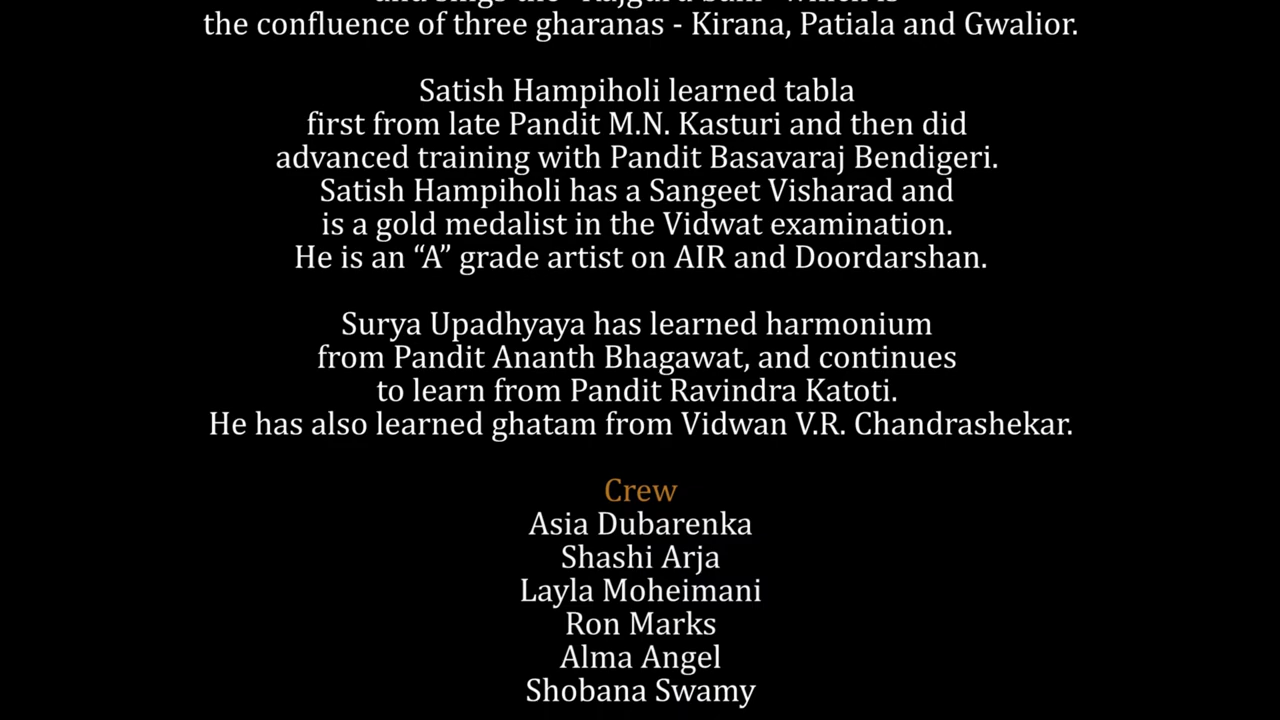 the confluence of three gharanas - Kirana, Patiala and Gwalior.
Satish Hampiholi learned tabla
first from late Pandit M.N. Kasturi and then did
advanced training with Pandit Basavaraj Bendigeri.
Satish Hampiholi has a Sangeet Visharad and
is a gold medalist in the Vidwat examination.
He is an “A” grade artist on AIR and Doordarshan.
Surya Upadhyaya has learned harmonium
from Pandit Ananth Bhagawat, and continues
to learn from Pandit Ravindra Katoti.
He has also learned ghatam from Vidwan V.R. Chandrashekar.
Crew
Asia Dubarenka
Shashi Arja
Layla Moheimani
Ron Marks
Alma Angel
Shobana Swamy